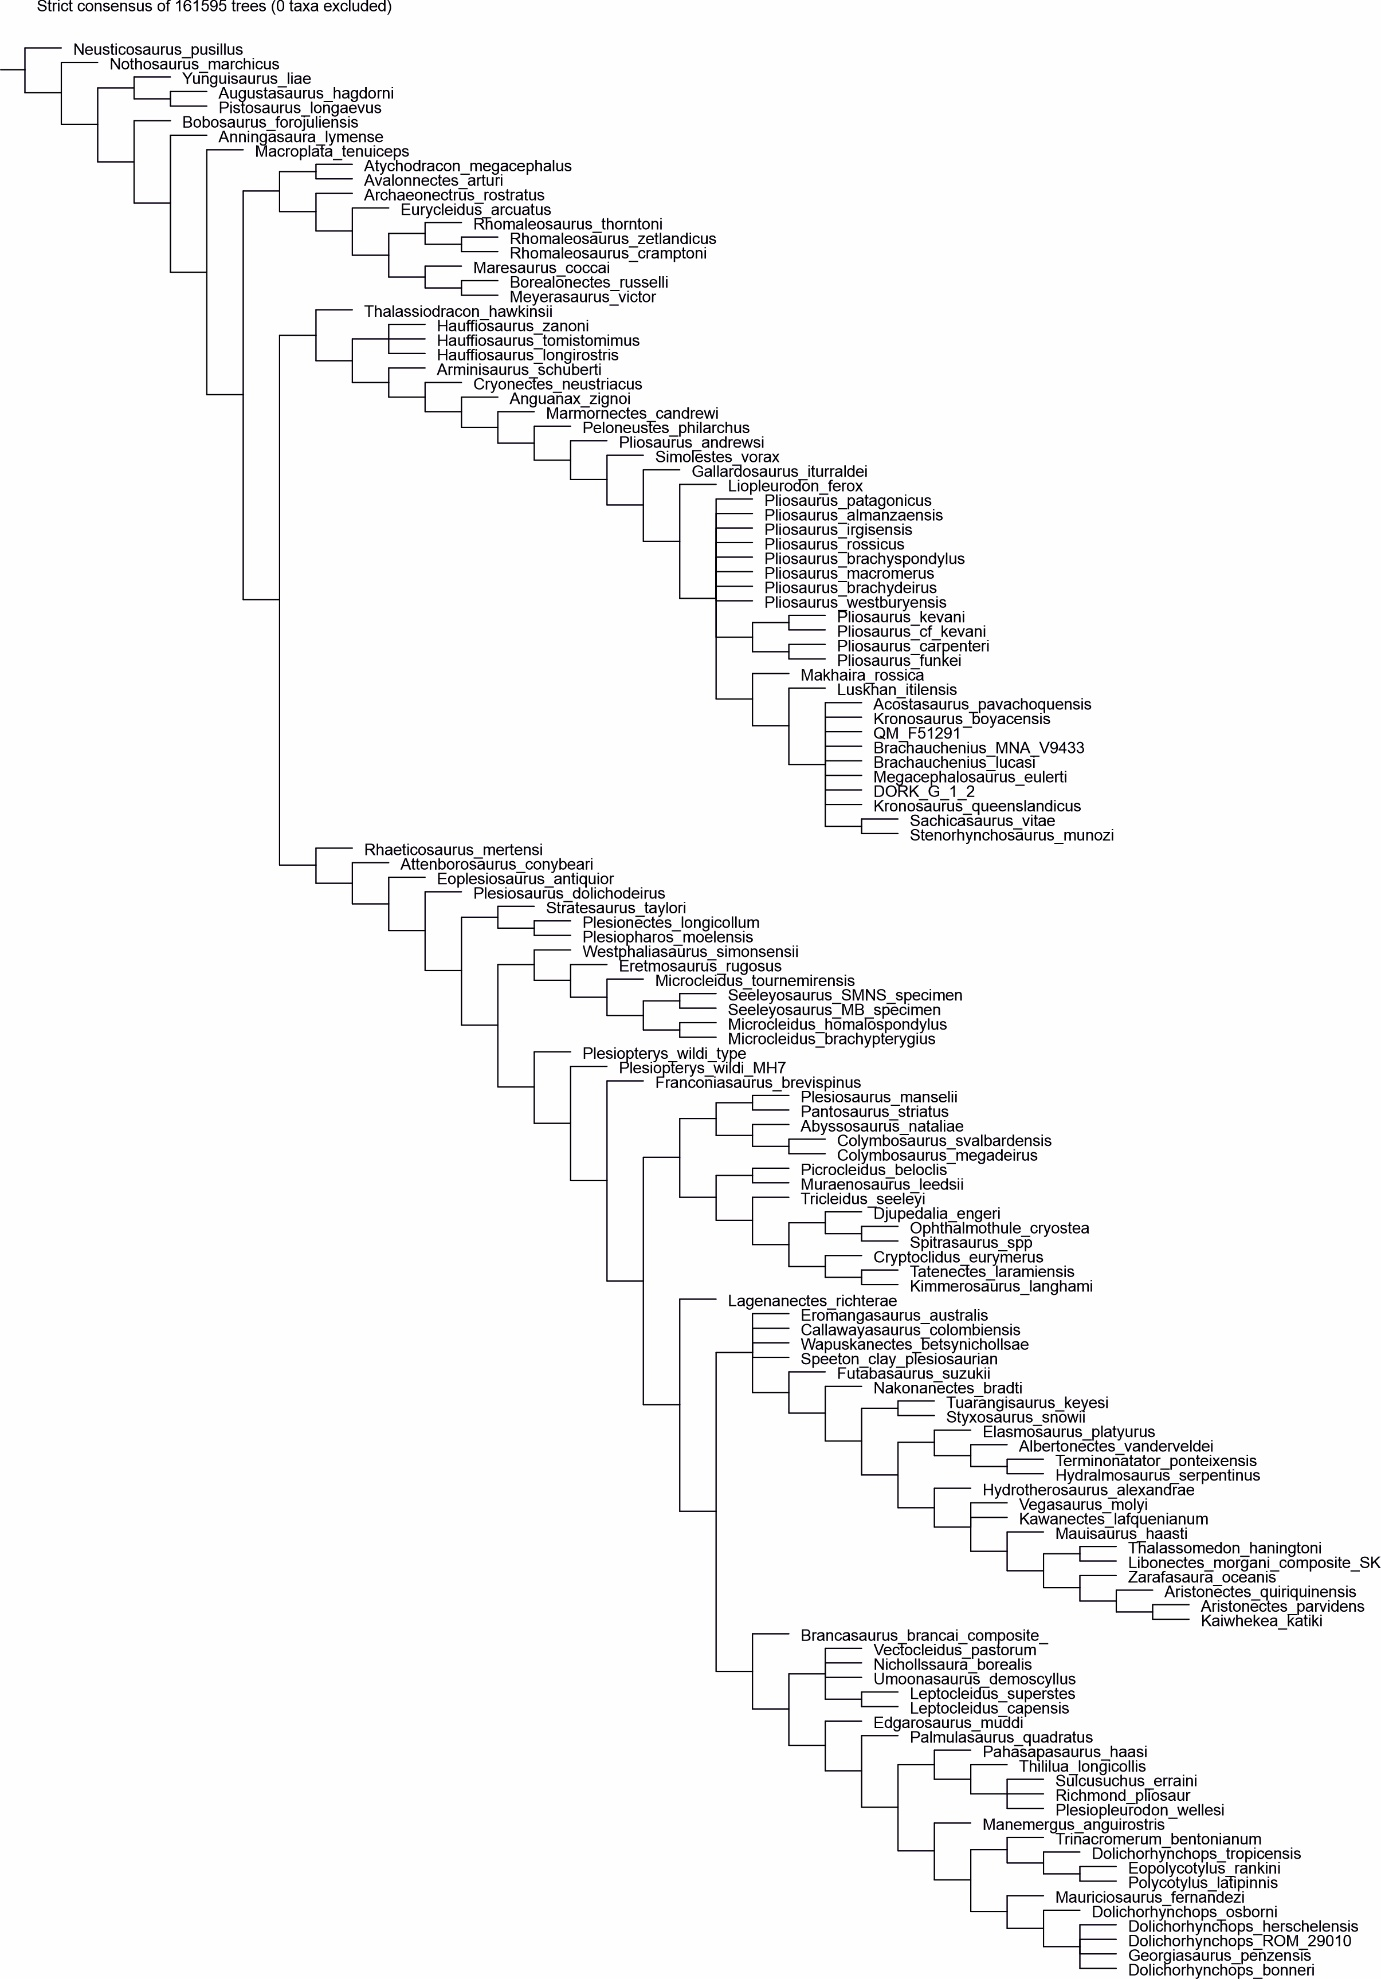 Strict consensus of 161595 trees (0 taxa excluded)
Neusticosaurus_pusillus
Nothosaurus_marchicus
Yunguisaurus_liae
Augustasaurus_hagdorni
Pistosaurus_longaevus
Bobosaurus_forojuliensis
Anningasaura_lymense
Macroplata_tenuiceps
Atychodracon_megacephalus
Avalonnectes_arturi
Archaeonectrus_rostratus
Eurycleidus_arcuatus
Rhomaleosaurus_thorntoni
Rhomaleosaurus_zetlandicus
Rhomaleosaurus_cramptoni
Maresaurus_coccai
Borealonectes_russelli
Meyerasaurus_victor
Thalassiodracon_hawkinsii
Hauffiosaurus_zanoni
Hauffiosaurus_tomistomimus
Hauffiosaurus_longirostris
Arminisaurus_schuberti
Cryonectes_neustriacus
Anguanax_zignoi
Marmornectes_candrewi
Peloneustes_philarchus
Pliosaurus_andrewsi
Simolestes_vorax
Gallardosaurus_iturraldei
Liopleurodon_ferox
Pliosaurus_patagonicus
Pliosaurus_almanzaensis
Pliosaurus_irgisensis
Pliosaurus_rossicus
Pliosaurus_brachyspondylus
Pliosaurus_macromerus
Pliosaurus_brachydeirus
Pliosaurus_westburyensis
Pliosaurus_kevani
Pliosaurus_cf_kevani
Pliosaurus_carpenteri
Pliosaurus_funkei
Makhaira_rossica
Luskhan_itilensis
Acostasaurus_pavachoquensis
Kronosaurus_boyacensis
QM_F51291
Brachauchenius_MNA_V9433
Brachauchenius_lucasi
Megacephalosaurus_eulerti
DORK_G_1_2
Kronosaurus_queenslandicus
Sachicasaurus_vitae
Stenorhynchosaurus_munozi
Rhaeticosaurus_mertensi
Attenborosaurus_conybeari
Eoplesiosaurus_antiquior
Plesiosaurus_dolichodeirus
Stratesaurus_taylori
Plesionectes_longicollum
Plesiopharos_moelensis
Westphaliasaurus_simonsensii
Eretmosaurus_rugosus
Microcleidus_tournemirensis
Seeleyosaurus_SMNS_specimen
Seeleyosaurus_MB_specimen
Microcleidus_homalospondylus
Microcleidus_brachypterygius
Plesiopterys_wildi_type
Plesiopterys_wildi_MH7
Franconiasaurus_brevispinus
Plesiosaurus_manselii
Pantosaurus_striatus
Abyssosaurus_nataliae
Colymbosaurus_svalbardensis
Colymbosaurus_megadeirus
Picrocleidus_beloclis
Muraenosaurus_leedsii
Tricleidus_seeleyi
Djupedalia_engeri
Ophthalmothule_cryostea
Spitrasaurus_spp
Cryptoclidus_eurymerus
Tatenectes_laramiensis
Kimmerosaurus_langhami
Lagenanectes_richterae
Eromangasaurus_australis
Callawayasaurus_colombiensis
Wapuskanectes_betsynichollsae
Speeton_clay_plesiosaurian
Futabasaurus_suzukii
Nakonanectes_bradti
Tuarangisaurus_keyesi
Styxosaurus_snowii
Elasmosaurus_platyurus
Albertonectes_vanderveldei
Terminonatator_ponteixensis
Hydralmosaurus_serpentinus
Hydrotherosaurus_alexandrae
Vegasaurus_molyi
Kawanectes_lafquenianum
Mauisaurus_haasti
Thalassomedon_haningtoni
Libonectes_morgani_composite_SK
Zarafasaura_oceanis
Aristonectes_quiriquinensis
Aristonectes_parvidens
Kaiwhekea_katiki
Brancasaurus_brancai_composite_
Vectocleidus_pastorum
Nichollssaura_borealis
Umoonasaurus_demoscyllus
Leptocleidus_superstes
Leptocleidus_capensis
Edgarosaurus_muddi
Palmulasaurus_quadratus
Pahasapasaurus_haasi
Thililua_longicollis
Sulcusuchus_erraini
Richmond_pliosaur
Plesiopleurodon_wellesi
Manemergus_anguirostris
Trinacromerum_bentonianum
Dolichorhynchops_tropicensis
Eopolycotylus_rankini
Polycotylus_latipinnis
Mauriciosaurus_fernandezi
Dolichorhynchops_osborni
Dolichorhynchops_herschelensis
Dolichorhynchops_ROM_29010
Georgiasaurus_penzensis
Dolichorhynchops_bonneri